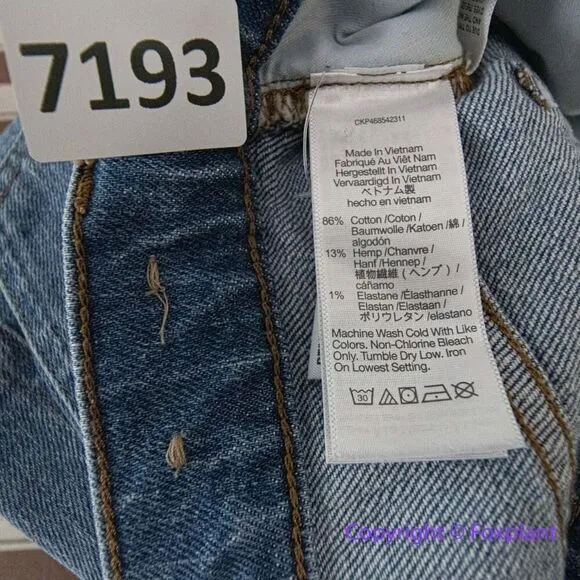 7193
CKP468542311
Made In Vietnam
Fabriqué Au Viêt Nam
Hergestellt In Vietnam
Vervaardigd In Vietnam
ベトナム製
hecho en vietnam
86% Cotton /Coton /
Baumwolle /Katoen /綿 /
algodón
13% Hemp /Chanvre /
Hanf /Hennep /
植物繊維 ( ヘンプ ) /
cáñamo
1% Elastane /Élasthanne /
Elastan /Elastaan /
ポリウレタン /elastano
Machine Wash Cold With Like
Colors. Non-Chlorine Bleach
Only. Tumble Dry Low. Iron
On Lowest Setting.
30
Copyright © Foxplant